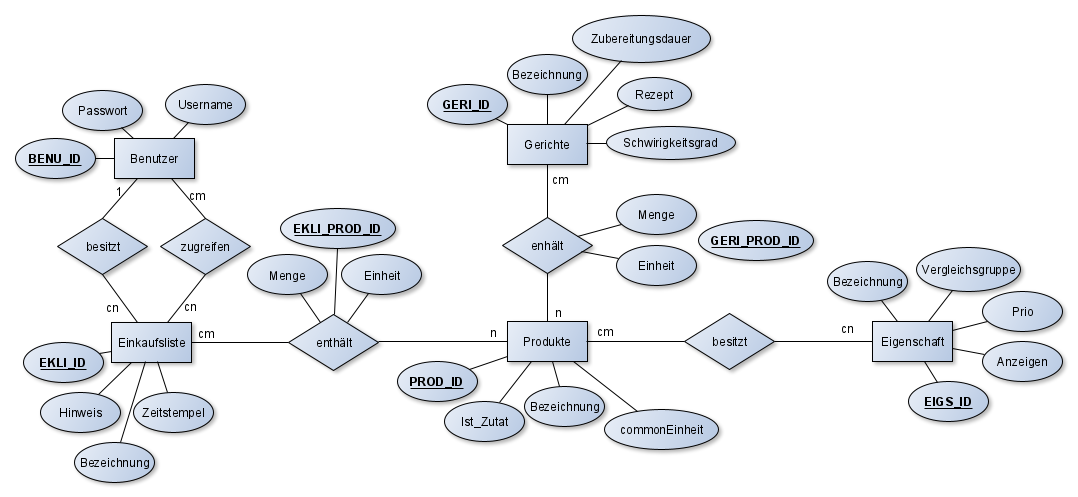 Zubereitungsdauer
Bezeichnung
GERI_ID
Rezept
Gerichte
Schwirigkeitsgrad
cm
Passwort
Username
BENU_ID
Benutzer
1
cm
besitzt
zugreifen
cn
cn
EKLI_PROD_ID
Menge
Einheit
enhält
Menge
Einheit
GERI_PROD_ID
n
Einkaufsliste
cm
enthält
n
Produkte
cm
besitzt
cn
Eigenschaft
Bezeichnung
Vergleichsgruppe
Prio
Anzeigen
EIGS_ID
EKLI_ID
Hinweis
Zeitstempel
Bezeichnung
PROD_ID
Ist_Zutat
Bezeichnung
commonEinheit